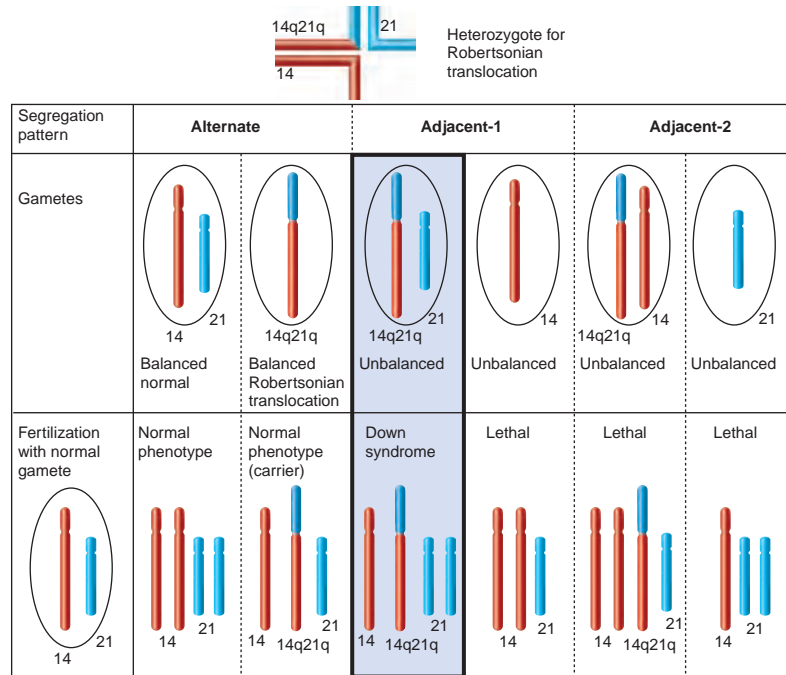 14q21q
21
14
Heterozygote for
Robertsonian
translocation
Segregation
pattern
Alternate
Adjacent-1
Adjacent-2
Gametes
14
21
Balanced
normal
14q21q
Balanced
Robertsonian
translocation
14q21q
21
Unbalanced
14
Unbalanced
14q21q
14
Unbalanced
21
Unbalanced
Fertilization
with normal
gamete
14
21
Normal
phenotype
14
21
Normal
phenotype
(carrier)
14
14q21q
21
Down
syndrome
14
14q21q
21
Lethal
14
21
Lethal
14
14q21q
21
Lethal
14
21